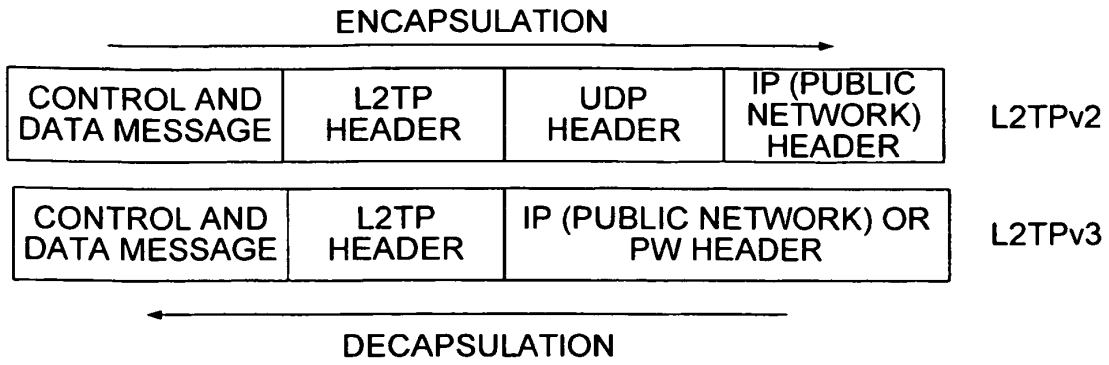 ENCAPSULATION
CONTROL AND
DATA MESSAGE
L2TP
HEADER
UDP
HEADER
IP (PUBLIC
NETWORK)
HEADER
L2TPv2
CONTROL AND
DATA MESSAGE
L2TP
HEADER
IP (PUBLIC NETWORK) OR
PW HEADER
L2TPv3
DECAPSULATION